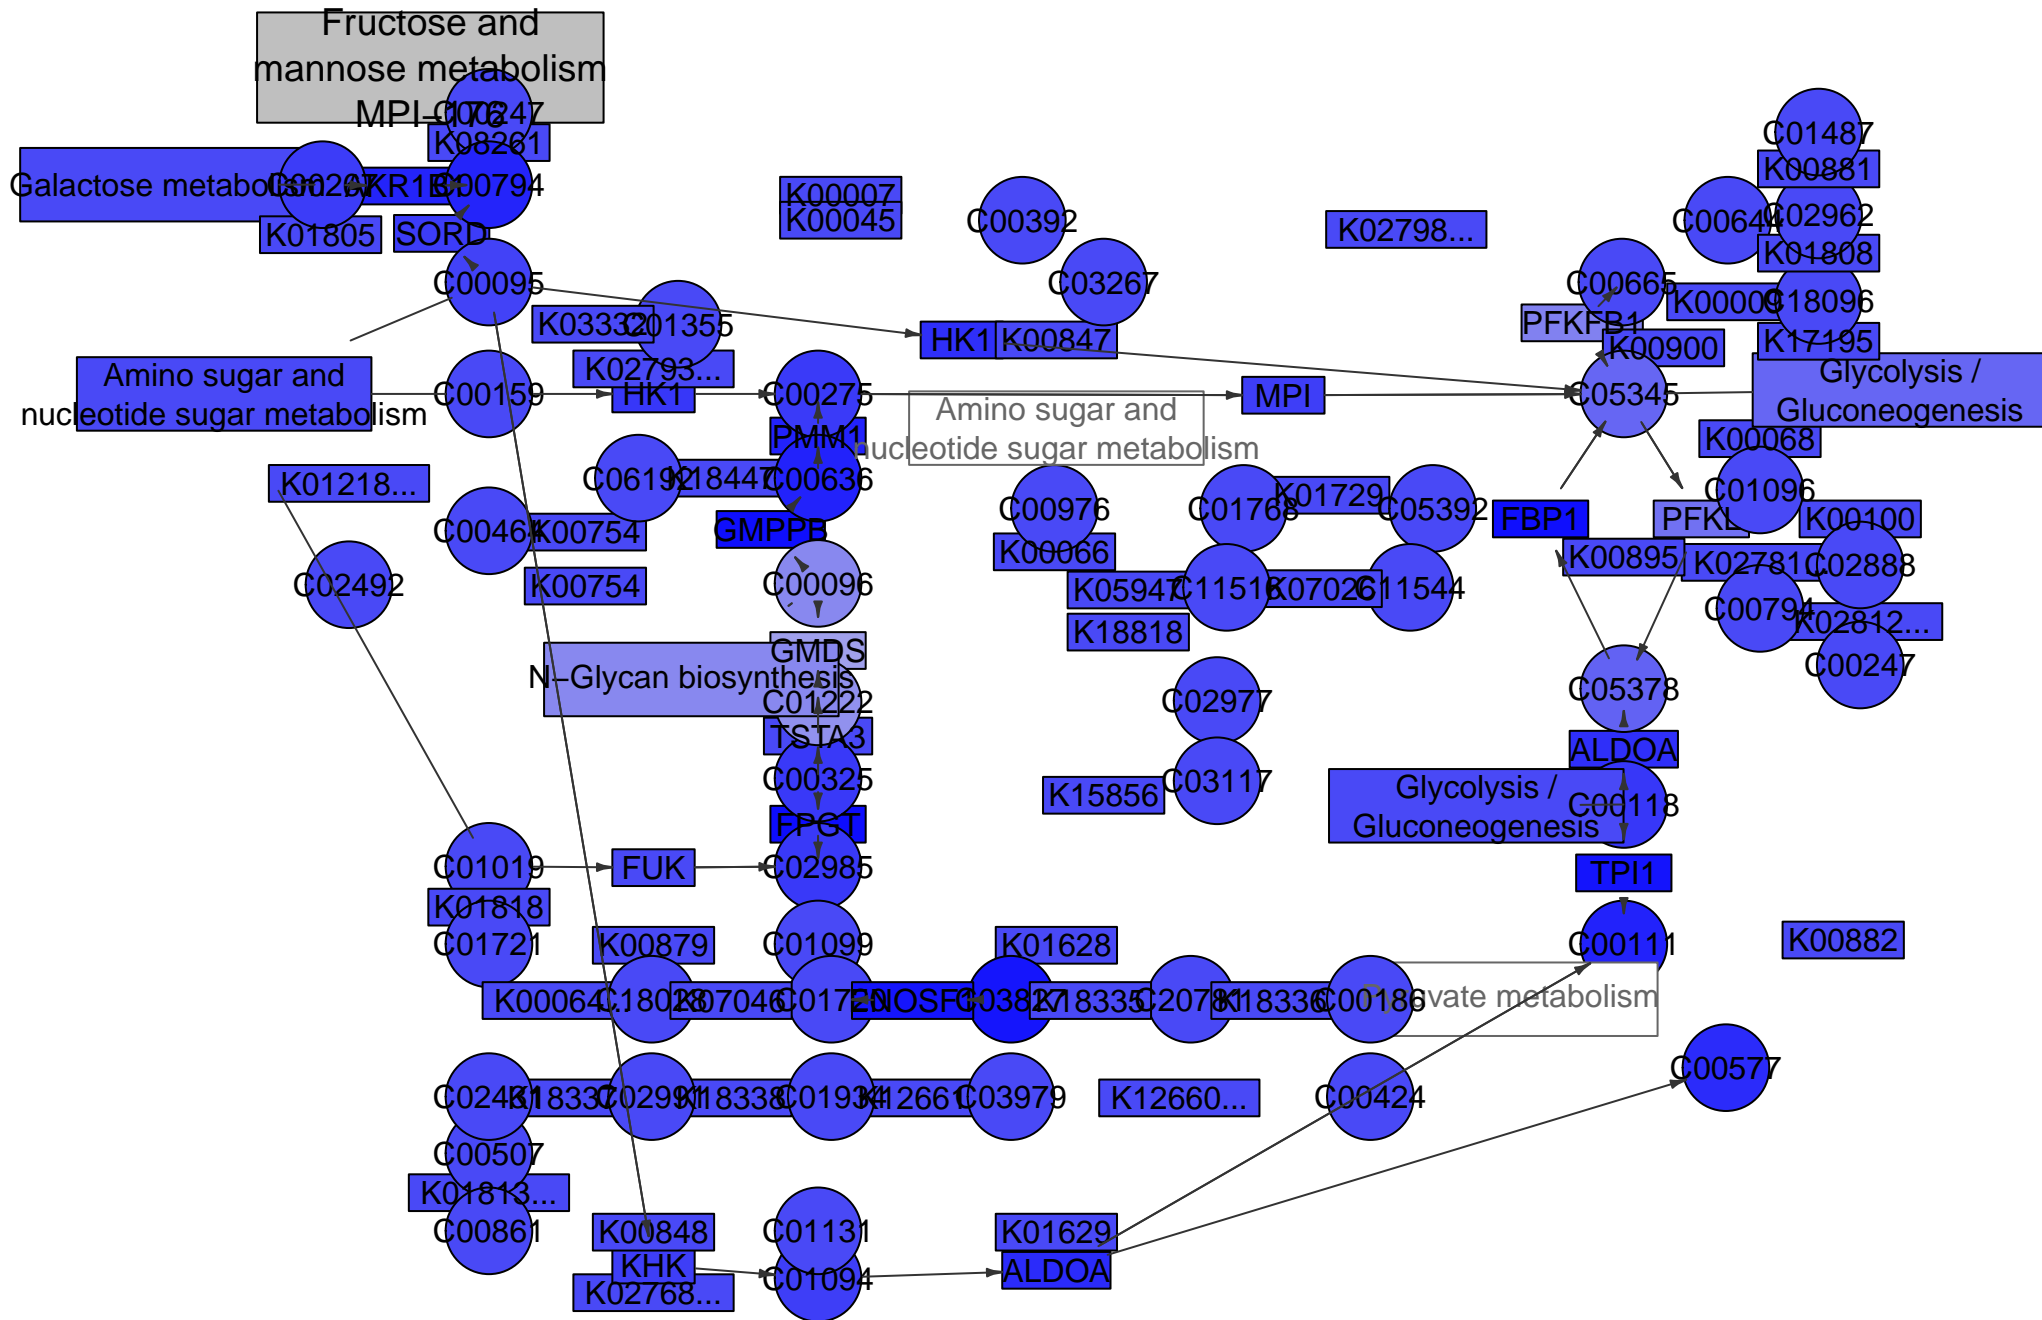 Fructose and
mannose metabolism
MPI−176
C00247
K08261
C01487
K00881
Galactose metabolism
C00794
K00007
K00045
C00392
K02798...
C00644
C02962
K01805
SORD
K01808
C00095
C03267
C00665
K00009
C18096
K03332
C01355
PFKFB1
HK1
K00847
K00900
K17195
K02793...
Amino sugar and
nucleotide sugar metabolism
C00159
HK1
C00275
MPI
C05345
Glycolysis /
Gluconeogenesis
Amino sugar and
nucleotide sugar metabolism
PMM1
K00068
K01218...
C06192
K18447
C00636
C01096
C00464
K00754
GMPPB
C00976
C01768
K01729
C05392
FBP1
PFKL
K00100
K00066
K00895
K02781
C02888
C02492
K00754
C00096
K05947
C11516
K07026
C11544
C00794
K02812...
K18818
GMDS
N−Glycan biosynthesis
C00247
C01222
C02977
C05378
TSTA3
ALDOA
C00325
K15856
C03117
Glycolysis /
Gluconeogenesis
C00118
FPGT
C01019
FUK
C02985
TPI1
K01818
C01721
K00879
C01099
K01628
C00111
K00882
K00064...
C18028
K07046
C01720
C03827
K18335
C20781
K18336
C00186
metabolism
C00577
C02431
K18337
C02991
K18338
C01934
K12661
C03979
K12660...
C00424
C00507
K01813...
C00861
K00848
C01131
K01629
KHK
C01094
ALDOA
K02768...